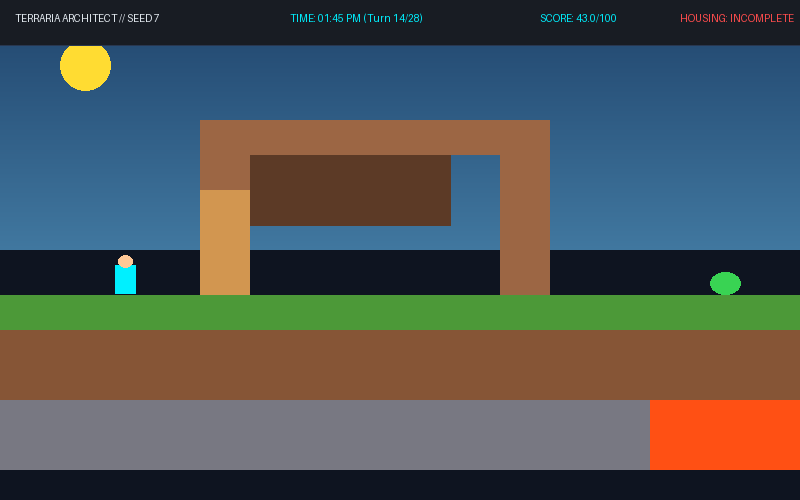 TERRARIA ARCHITECT // SEED 7
TIME: 01:45 PM (Turn 14/28)
SCORE: 43.0/100
HOUSING: INCOMPLETE